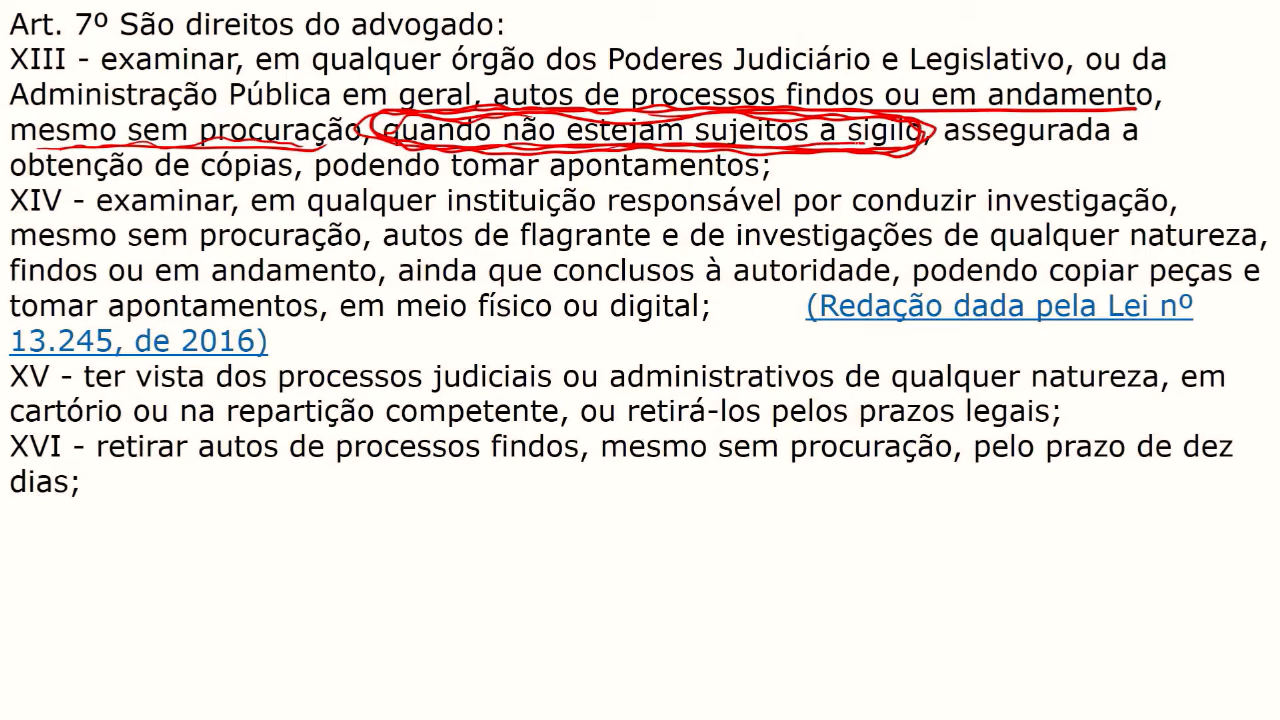 Art. 7º São direitos do advogado:
XIII - examinar, em qualquer órgão dos Poderes Judiciário e Legislativo, ou da
Administração Pública em geral, autos de processos findos ou em andamento,
mesmo sem procuração, quando não estejam sujeitos a sigilo, assegurada a
obtenção de cópias, podendo tomar apontamentos;
XIV - examinar, em qualquer instituição responsável por conduzir investigação,
mesmo sem procuração, autos de flagrante e de investigações de qualquer natureza,
findos ou em andamento, ainda que conclusos à autoridade, podendo copiar peças e
tomar apontamentos, em meio físico ou digital; (Redação dada pela Lei nº
13.245, de 2016)
XV - ter vista dos processos judiciais ou administrativos de qualquer natureza, em
cartório ou na repartição competente, ou retirá-los pelos prazos legais;
XVI - retirar autos de processos findos, mesmo sem procuração, pelo prazo de dez
dias;